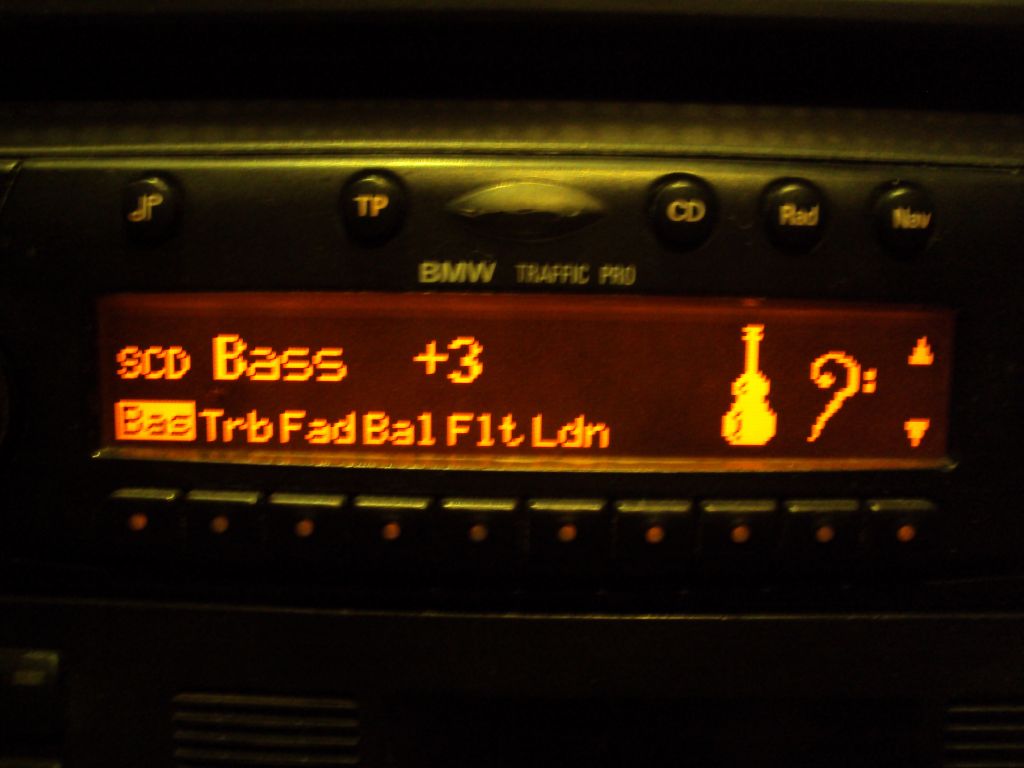 TP CD Rad Nav
BMW TRAFFIC PRO
SCD Bass +3
Bas Trb Fad Bal Flt Ldn